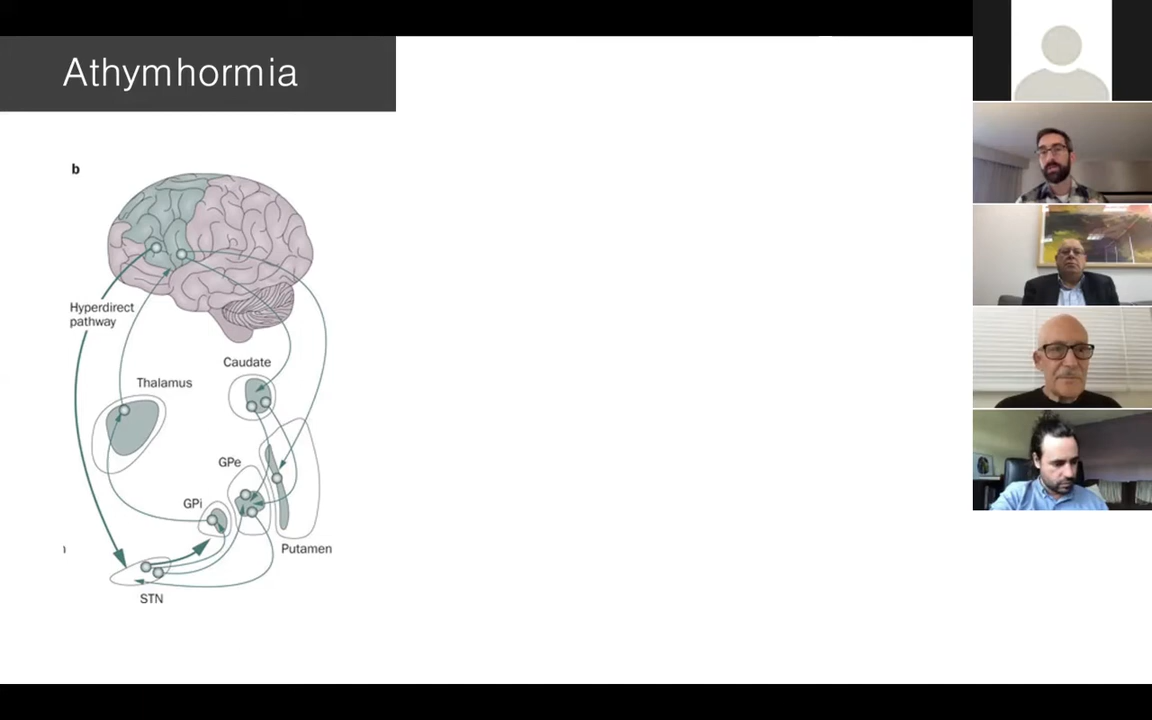 Athymhormia
b
Hyperdirect
pathway
Caudate
Thalamus
GPe
GPi
Putamen
STN